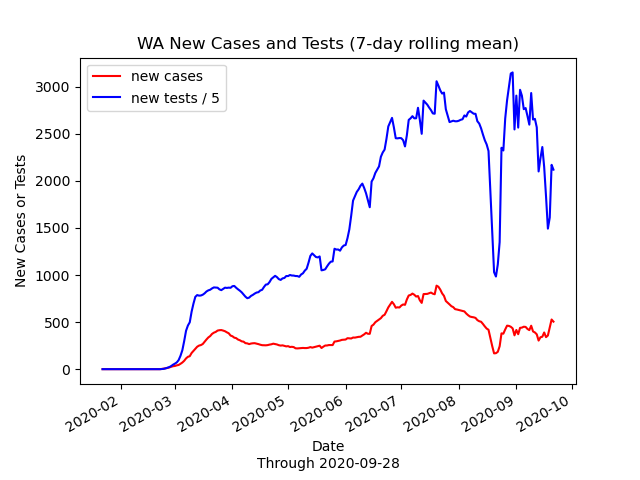 WA New Cases and Tests (7-day rolling mean)
new cases
new tests / 5
3000
2500
2000
1500
1000
500
0
New Cases or Tests
2020-02
2020-03
2020-04
2020-05
2020-06
2020-07
2020-08
2020-09
2020-10
Date
Through 2020-09-28